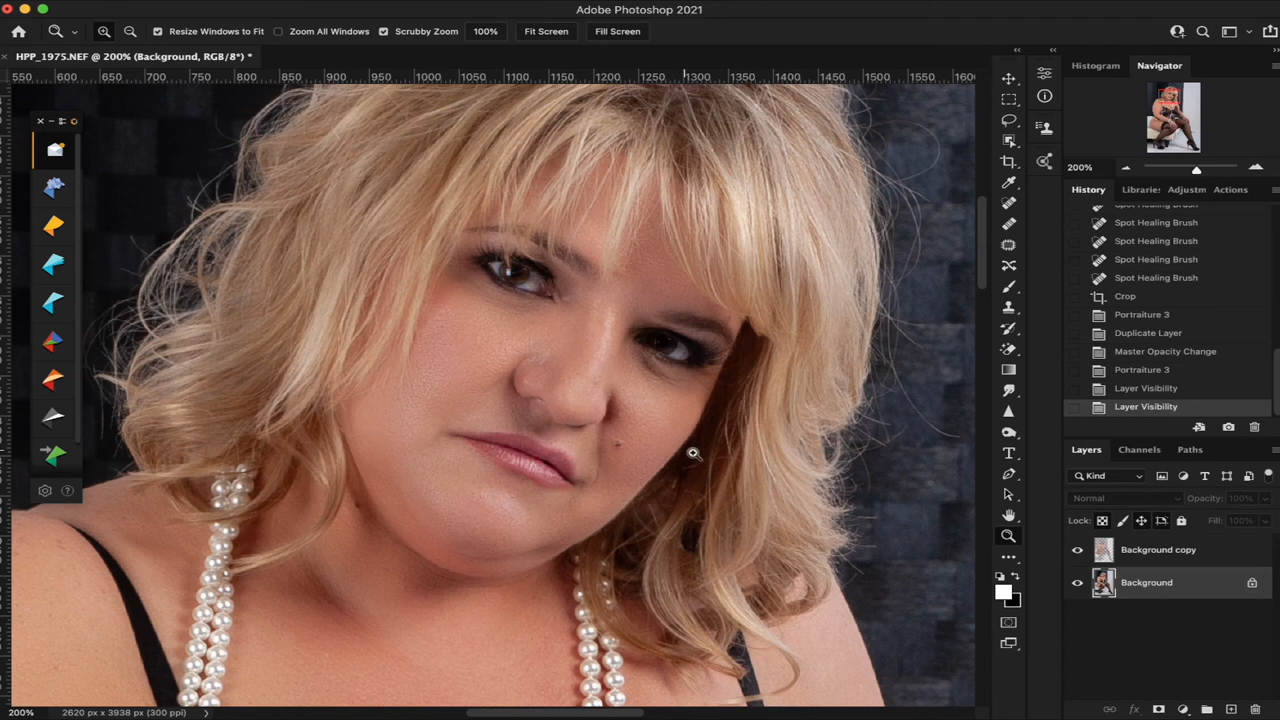 Adobe Photoshop 2021
Resize Windows to Fit Zoom All Windows Scrubby Zoom 100% Fit Screen Fill Screen
HPP_1975.NEF @ 200% (Background, RGB/8*) *
550 600 650 700 750 800 850 900 950 1000 1050 1100 1150 1200 1250 1300 1350 1400 1450 1500 1550 1600
Histogram Navigator
200%
History Libraries Adjustm Actions
Spot Healing Brush
Spot Healing Brush
Spot Healing Brush
Spot Healing Brush
Spot Healing Brush
Crop
Portraiture 3
Duplicate Layer
Master Opacity Change
Portraiture 3
Layer Visibility
Layer Visibility
Layers Channels Paths
Kind
Normal Opacity: 100%
Lock: Fill: 100%
Background copy
Background
200% 2620 px x 3938 px (300 ppi)